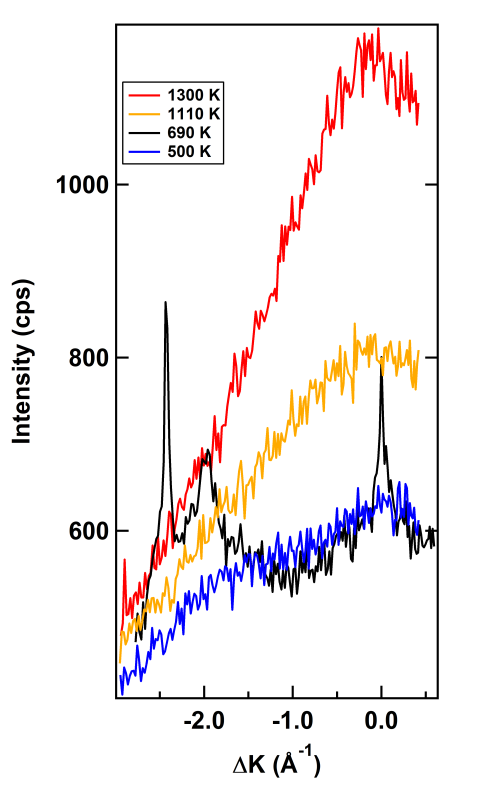 1300 K
1110 K
690 K
500 K
1000
800
600
Intensity (cps)
-2.0 -1.0 0.0
ΔK (Å⁻¹)